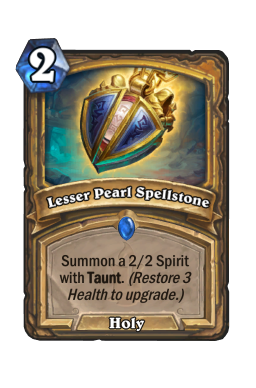 2
Lesser Pearl Spellstone
Summon a 2/2 Spirit
with Taunt. (Restore 3
Health to upgrade.)
Holy